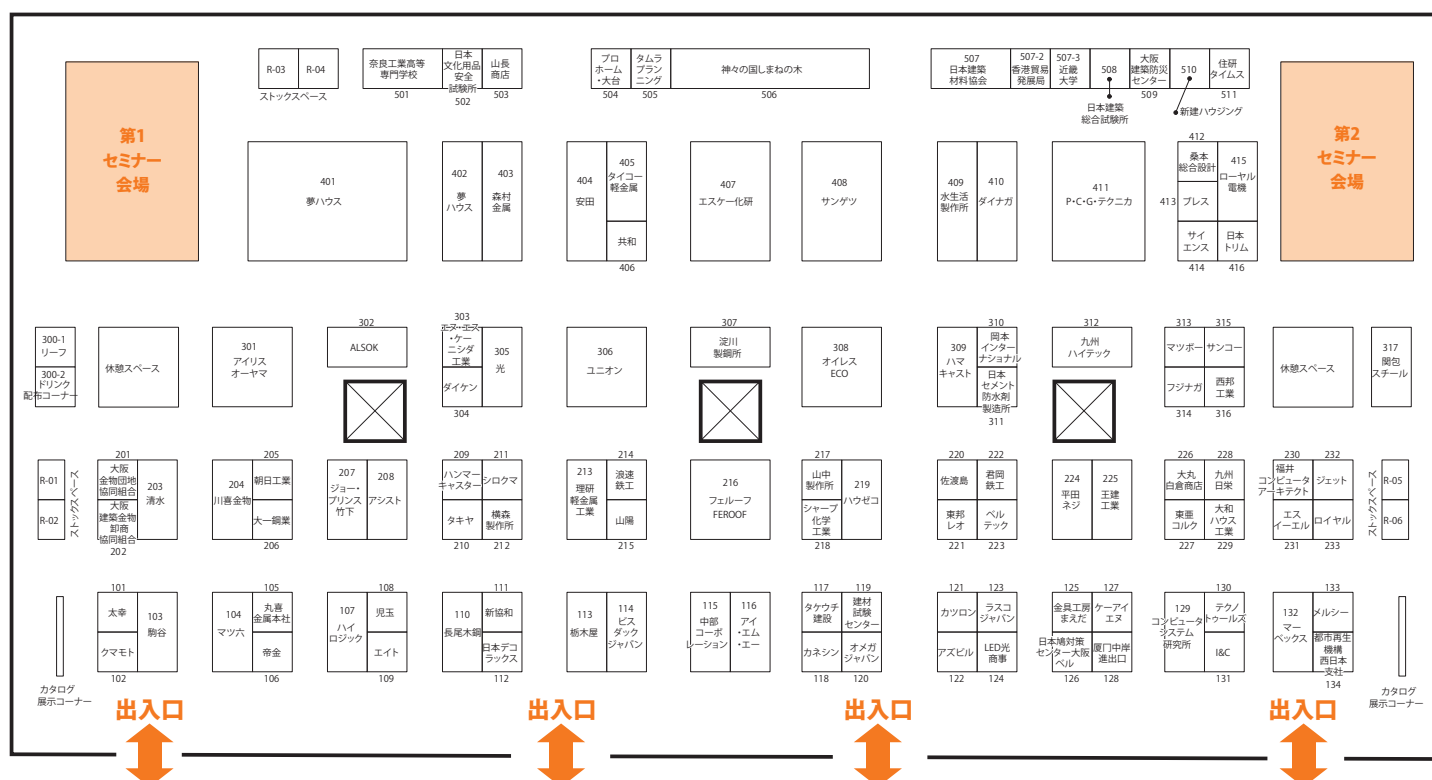 R-03
R-04
ストックスペース
奈良工業高等
専門学校
501
日本
文化用品
安全
試験所
502
山長
商店
503
プロ
ホーム
・大台
504
タムラ
プラン
ニング
505
神々の国しまねの木
506
507
日本建築
材料協会
507-2
香港貿易
発展局
507-3
近畿
大学
508
日本建築
総合試験所
大阪
建築防災
センター
509
510
新建ハウジング
住研
タイムス
511
第1
セミナー
会場
401
夢ハウス
402
夢
ハウス
403
森村
金属
404
安田
405
タイコー
軽金属
共和
406
407
エスケー化研
408
サンゲツ
409
水生活
製作所
410
ダイナガ
411
P・C・G・テクニカ
412
桑本
総合設計
413
ブレス
サイ
エンス
414
415
ローヤル
電機
日本
トリム
416
第2
セミナー
会場
300-1
リーフ
300-2
ドリンク
配布コーナー
休憩スペース
301
アイリス
オーヤマ
302
ALSOK
303
エヌ・エス
・ケー
ニシダ
工業
ダイケン
304
305
光
306
ユニオン
307
淀川
製鋼所
308
オイレス
ECO
309
ハマ
キャスト
310
岡本
インター
ナショナル
日本
セメント
防水剤
製造所
311
312
九州
ハイテック
313
マツボー
フジナガ
314
315
サンコー
西邦
工業
316
休憩スペース
317
関包
スチール
R-01
R-02
ストックスペース
201
大阪
金物団地
協同組合
大阪
建築金物
卸商
協同組合
202
203
清水
204
川喜金物
205
朝日工業
大一鋼業
206
207
ジョー・
プリンス
竹下
208
アシスト
209
ハンマー
キャスター
タキヤ
210
211
シロクマ
横森
製作所
212
213
理研
軽金属
工業
214
浪速
鉄工
山陽
215
216
フェルーフ
FEROOF
217
山中
製作所
シャープ
化学
工業
218
219
ハウゼコ
220
佐渡島
東邦
レオ
221
222
君岡
鉄工
ベル
テック
223
224
平田
ネジ
225
王建
工業
226
大丸
白倉商店
東亜
コルク
227
228
九州
日栄
大和
ハウス
工業
229
230
福井
コンピュータ
アーキテクト
エス
イーエル
231
232
ジェット
ロイヤル
233
ストックスペース
R-05
R-06
101
太幸
クマモト
102
103
駒谷
104
マツ六
105
丸喜
金属本社
帝金
106
107
ハイ
ロジック
108
児玉
エイト
109
110
長尾木鋼
111
新協和
日本デコ
ラックス
112
113
栃木屋
114
ビス
ダック
ジャパン
115
中部
コーポ
レーション
116
アイ
・エム
・エー
117
タケウチ
建設
カネシン
118
119
建材
試験
センター
オメガ
ジャパン
120
121
カツロン
アズビル
122
123
ラスコ
ジャパン
LED光
商事
124
125
金具工房
まえだ
日本鳩対策
センター大阪
ベル
126
127
ケーアイ
エヌ
厦门中岸
進出口
128
129
コンピュータ
システム
研究所
130
テクノ
トゥールズ
I&C
131
132
マー
ベックス
133
メルシー
都市再生
機構
西日本
支社
134
カタログ
展示コーナー
出入口
出入口
出入口
出入口
カタログ
展示コーナー